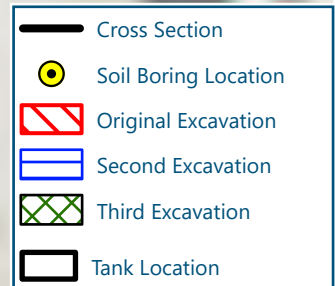 Cross Section
Soil Boring Location
Original Excavation
Second Excavation
Third Excavation
Tank Location